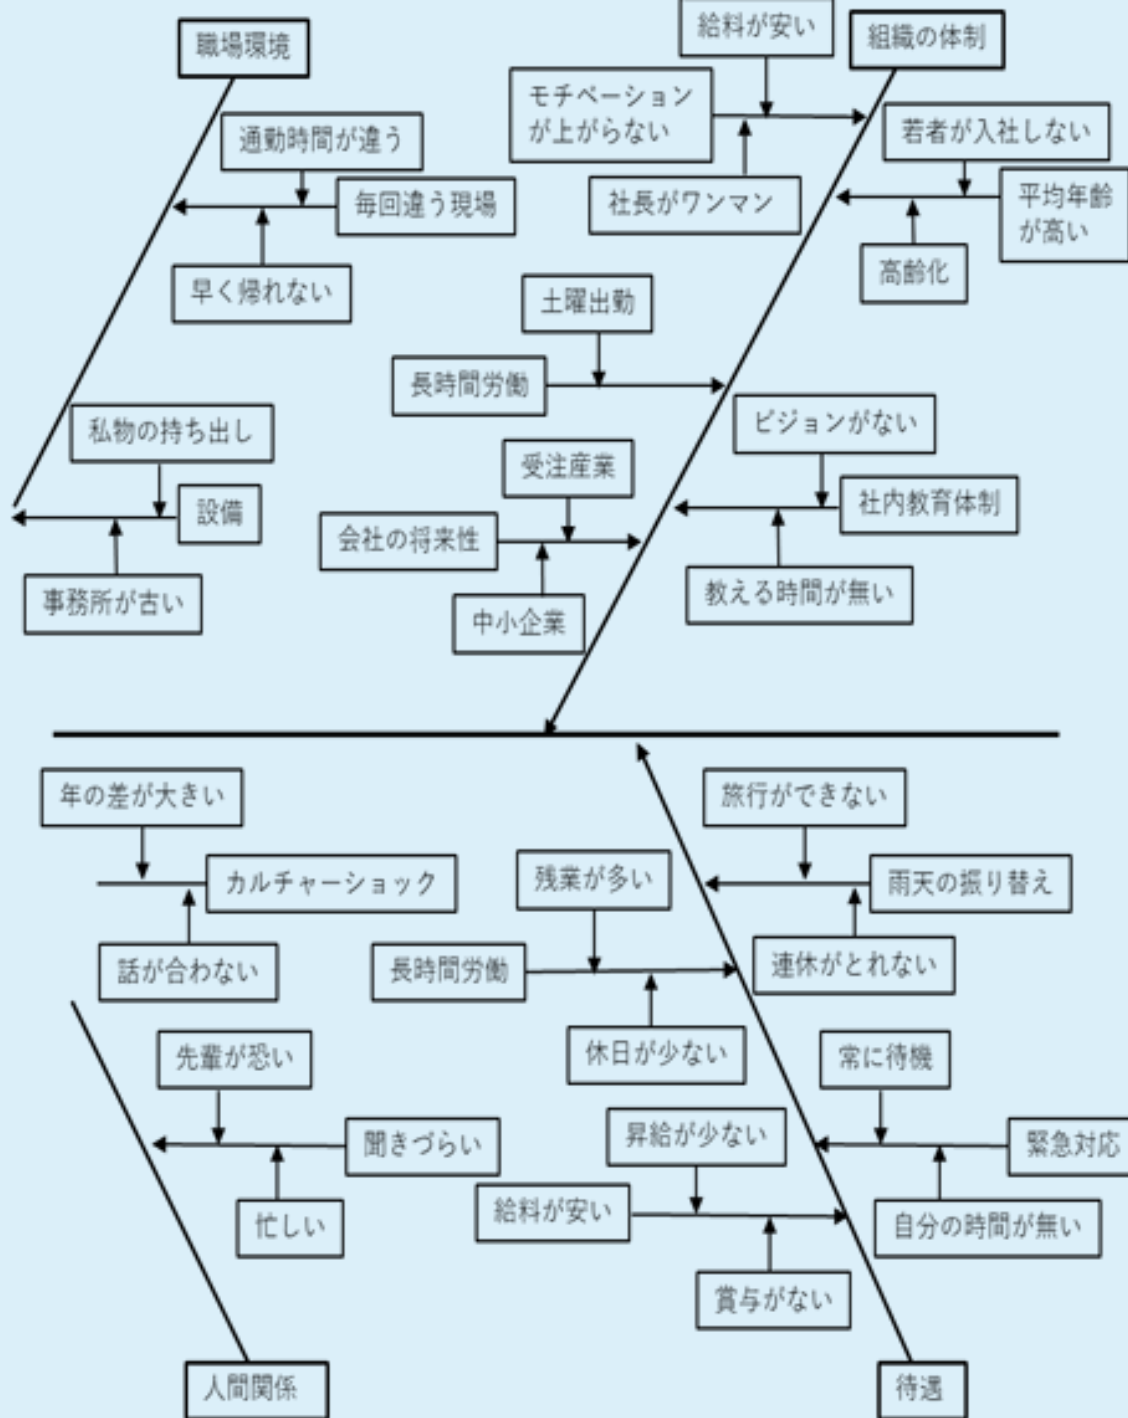 職場環境
給料が安い
組織の体制
モチベーション
が上がらない
社長がワンマン
通勤時間が違う
毎回違う現場
早く帰れない
若者が入社しない
平均年齢
が高い
高齢化
土曜出勤
長時間労働
私物の持ち出し
設備
事務所が古い
受注産業
会社の将来性
中小企業
ビジョンがない
社内教育体制
教える時間が無い
年の差が大きい
カルチャーショック
話が合わない
残業が多い
長時間労働
休日が少ない
旅行ができない
雨天の振り替え
連休がとれない
先輩が恐い
聞きづらい
忙しい
昇給が少ない
給料が安い
賞与がない
常に待機
緊急対応
自分の時間が無い
人間関係
待遇